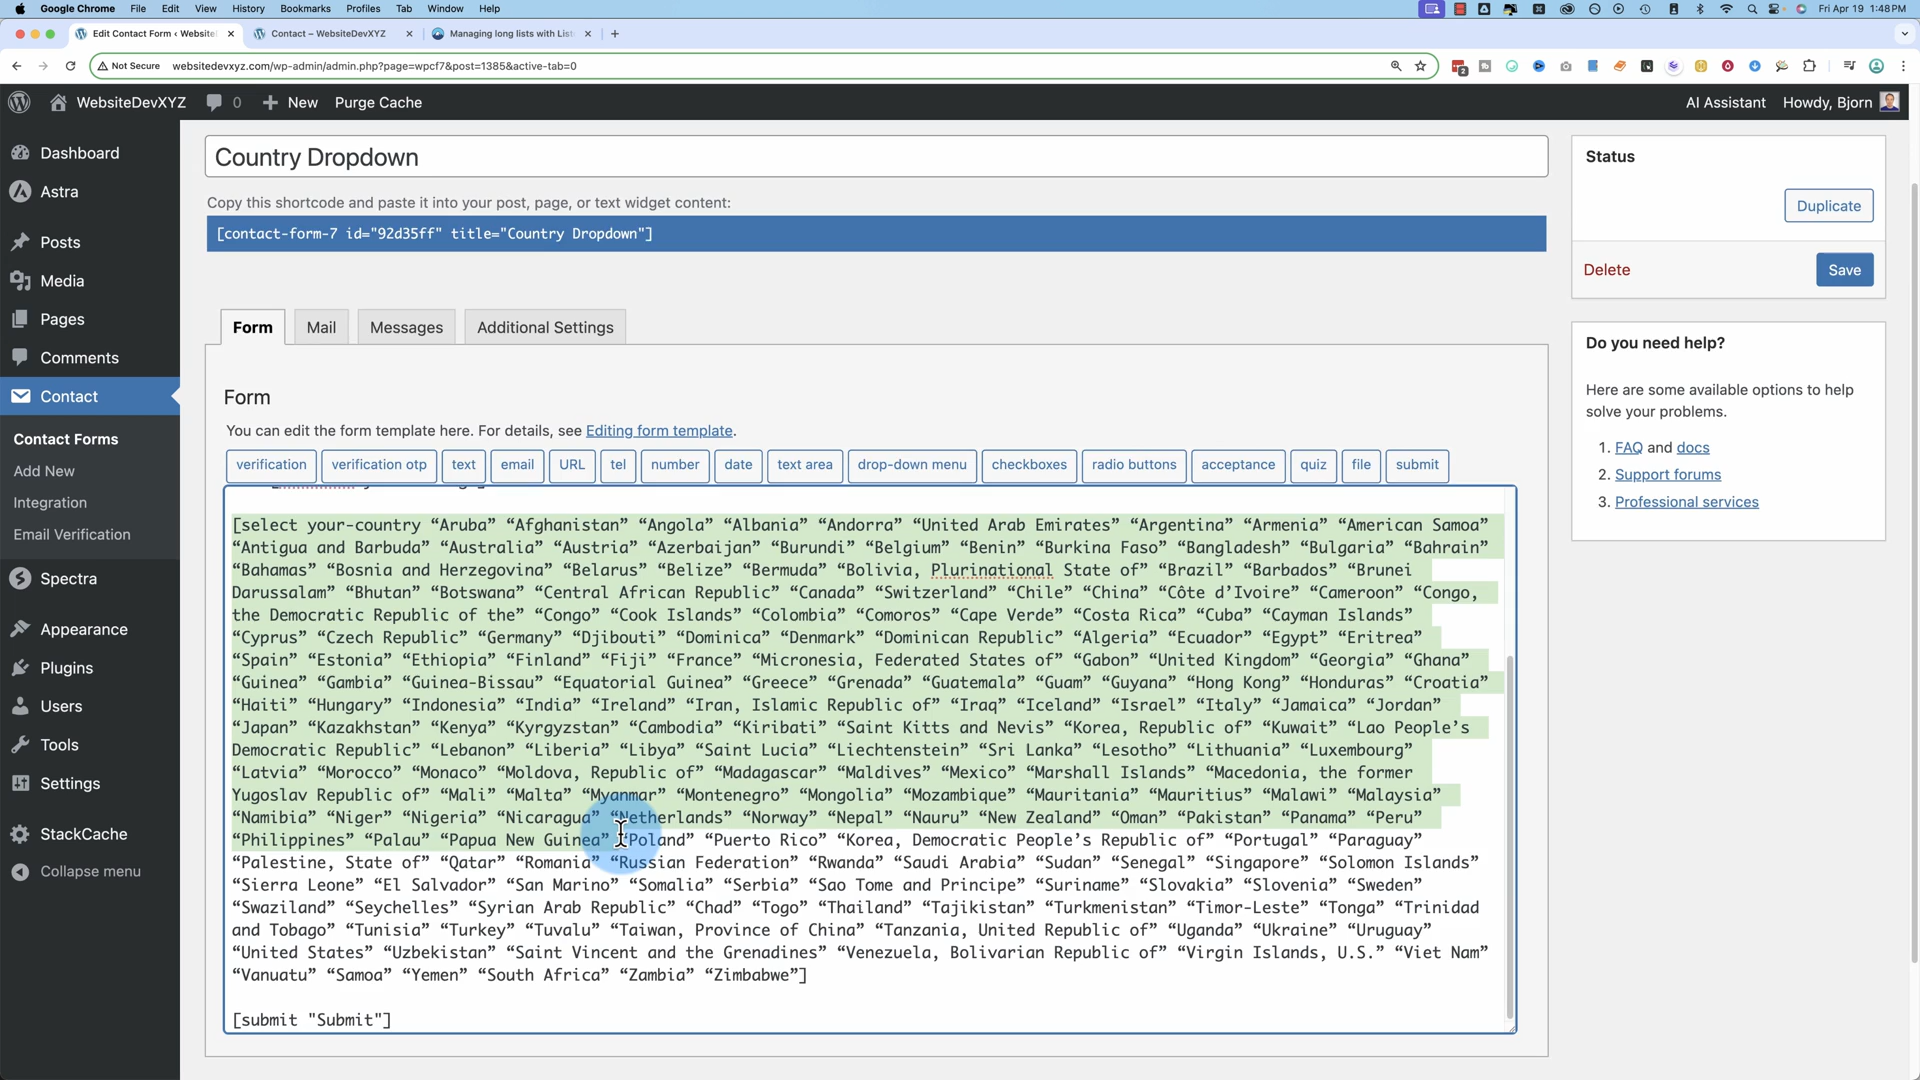 Google Chrome File Edit View History Bookmarks Profiles Tab Window Help Fri Apr 19 1:48 PM
Edit Contact Form ‹ Website Contact – WebsiteDevXYZ Managing long lists with List
Not Secure websitedevxyz.com/wp-admin/admin.php?page=wpcf7&post=1385&active-tab=0 2
WebsiteDevXYZ 0 New Purge Cache AI Assistant Howdy, Bjorn
Dashboard
Astra
Posts
Media
Pages
Comments
Contact
Contact Forms
Add New
Integration
Email Verification
Spectra
Appearance
Plugins
Users
Tools
Settings
StackCache
Collapse menu
Country Dropdown
Copy this shortcode and paste it into your post, page, or text widget content:
[contact-form-7 id="92d35ff" title="Country Dropdown"]
Form Mail Messages Additional Settings
Form
You can edit the form template here. For details, see Editing form template.
verification verification otp text email URL tel number date text area drop-down menu checkboxes radio buttons acceptance quiz file submit
[select your-country “Aruba” “Afghanistan” “Angola” “Albania” “Andorra” “United Arab Emirates” “Argentina” “Armenia” “American Samoa”
“Antigua and Barbuda” “Australia” “Austria” “Azerbaijan” “Burundi” “Belgium” “Benin” “Burkina Faso” “Bangladesh” “Bulgaria” “Bahrain”
“Bahamas” “Bosnia and Herzegovina” “Belarus” “Belize” “Bermuda” “Bolivia, Plurinational State of” “Brazil” “Barbados” “Brunei
Darussalam” “Bhutan” “Botswana” “Central African Republic” “Canada” “Switzerland” “Chile” “China” “Côte d’Ivoire” “Cameroon” “Congo,
the Democratic Republic of the” “Congo” “Cook Islands” “Colombia” “Comoros” “Cape Verde” “Costa Rica” “Cuba” “Cayman Islands”
“Cyprus” “Czech Republic” “Germany” “Djibouti” “Dominica” “Denmark” “Dominican Republic” “Algeria” “Ecuador” “Egypt” “Eritrea”
“Spain” “Estonia” “Ethiopia” “Finland” “Fiji” “France” “Micronesia, Federated States of” “Gabon” “United Kingdom” “Georgia” “Ghana”
“Guinea” “Gambia” “Guinea-Bissau” “Equatorial Guinea” “Greece” “Grenada” “Guatemala” “Guam” “Guyana” “Hong Kong” “Honduras” “Croatia”
“Haiti” “Hungary” “Indonesia” “India” “Ireland” “Iran, Islamic Republic of” “Iraq” “Iceland” “Israel” “Italy” “Jamaica” “Jordan”
“Japan” “Kazakhstan” “Kenya” “Kyrgyzstan” “Cambodia” “Kiribati” “Saint Kitts and Nevis” “Korea, Republic of” “Kuwait” “Lao People’s
Democratic Republic” “Lebanon” “Liberia” “Libya” “Saint Lucia” “Liechtenstein” “Sri Lanka” “Lesotho” “Lithuania” “Luxembourg”
“Latvia” “Morocco” “Monaco” “Moldova, Republic of” “Madagascar” “Maldives” “Mexico” “Marshall Islands” “Macedonia, the former
Yugoslav Republic of” “Mali” “Malta” “Myanmar” “Montenegro” “Mongolia” “Mozambique” “Mauritania” “Mauritius” “Malawi” “Malaysia”
“Namibia” “Niger” “Nigeria” “Nicaragua” “Netherlands” “Norway” “Nepal” “Nauru” “New Zealand” “Oman” “Pakistan” “Panama” “Peru”
“Philippines” “Palau” “Papua New Guinea” “Poland” “Puerto Rico” “Korea, Democratic People’s Republic of” “Portugal” “Paraguay”
“Palestine, State of” “Qatar” “Romania” “Russian Federation” “Rwanda” “Saudi Arabia” “Sudan” “Senegal” “Singapore” “Solomon Islands”
“Sierra Leone” “El Salvador” “San Marino” “Somalia” “Serbia” “Sao Tome and Principe” “Suriname” “Slovakia” “Slovenia” “Sweden”
“Swaziland” “Seychelles” “Syrian Arab Republic” “Chad” “Togo” “Thailand” “Tajikistan” “Turkmenistan” “Timor-Leste” “Tonga” “Trinidad
and Tobago” “Tunisia” “Turkey” “Tuvalu” “Taiwan, Province of China” “Tanzania, United Republic of” “Uganda” “Ukraine” “Uruguay”
“United States” “Uzbekistan” “Saint Vincent and the Grenadines” “Venezuela, Bolivarian Republic of” “Virgin Islands, U.S.” “Viet Nam”
“Vanuatu” “Samoa” “Yemen” “South Africa” “Zambia” “Zimbabwe”]
[submit "Submit"]
Status
Duplicate
Delete Save
Do you need help?
Here are some available options to help
solve your problems.
1. FAQ and docs
2. Support forums
3. Professional services